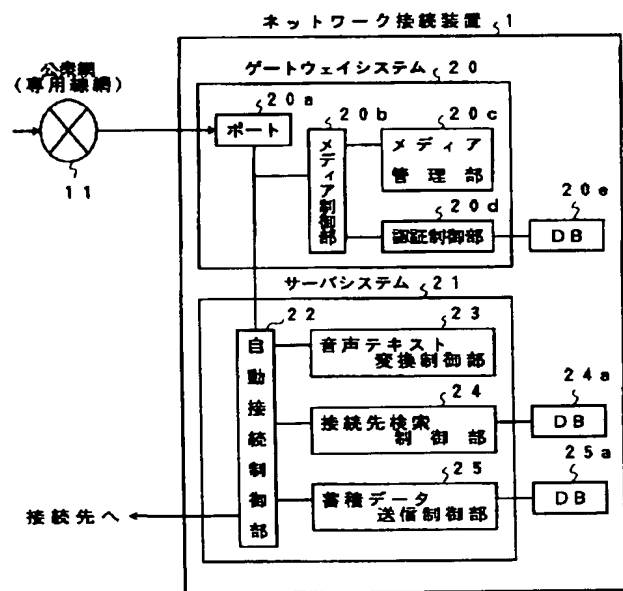 ネットワーク接続装置 1
公衆網
(専用線網)
11
ゲートウェイシステム 20
20a
ポート
20b
メディア制御部
20c
メディア
管理部
20d
認証制御部
20e
DB
サーバシステム 21
22
自動接続制御部
23
音声テキスト
変換制御部
24
接続先検索
制御部
24a
DB
25
蓄積データ
送信制御部
25a
DB
接続先へ